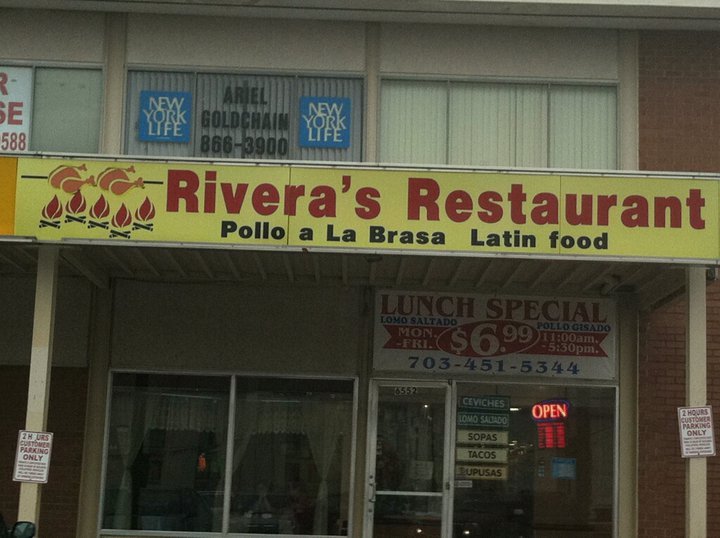 R
SE
9588
NEW
YORK
LIFE
ARIEL
GOLDCHAIN
866-3900
NEW
YORK
LIFE
Rivera's Restaurant
Pollo a La Brasa Latin food
LUNCH SPECIAL
LOMO SALTADO
POLLO GISADO
MON.
-FRI.
$6.99
11:00am.
-5:30pm.
703-451-5344
6552
CEVICHES
LOMO SALTADO
SOPAS
TACOS
PUPUSAS
OPEN
2 HOURS
CUSTOMER
PARKING
ONLY
2 HOURS
CUSTOMER
PARKING
ONLY